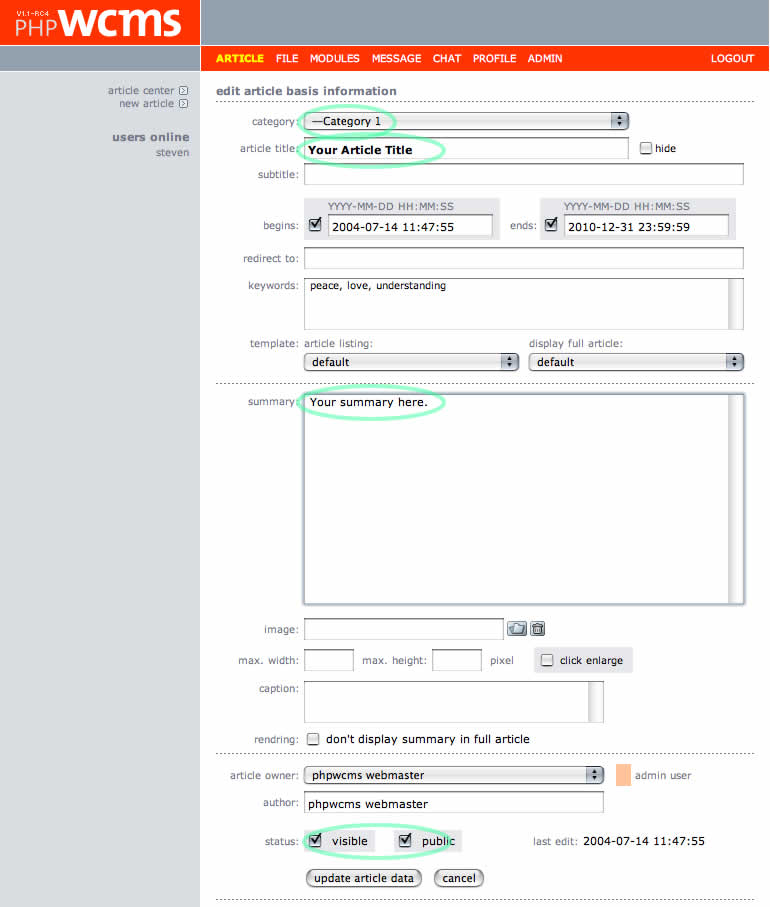 V1.1-RC4
PHPWCMS
ARTICLE FILE MODULES MESSAGE CHAT PROFILE ADMIN LOGOUT
article center
new article
users online
steven
edit article basis information
category: —Category 1
article title: Your Article Title hide
subtitle:
YYYY-MM-DD HH:MM:SS YYYY-MM-DD HH:MM:SS
begins: 2004-07-14 11:47:55 ends: 2010-12-31 23:59:59
redirect to:
keywords: peace, love, understanding
template: article listing: display full article:
default default
summary: Your summary here.
image:
max. width: max. height: pixel click enlarge
caption:
rendring: don't display summary in full article
article owner: phpwcms webmaster admin user
author: phpwcms webmaster
status: visible public last edit: 2004-07-14 11:47:55
update article data cancel